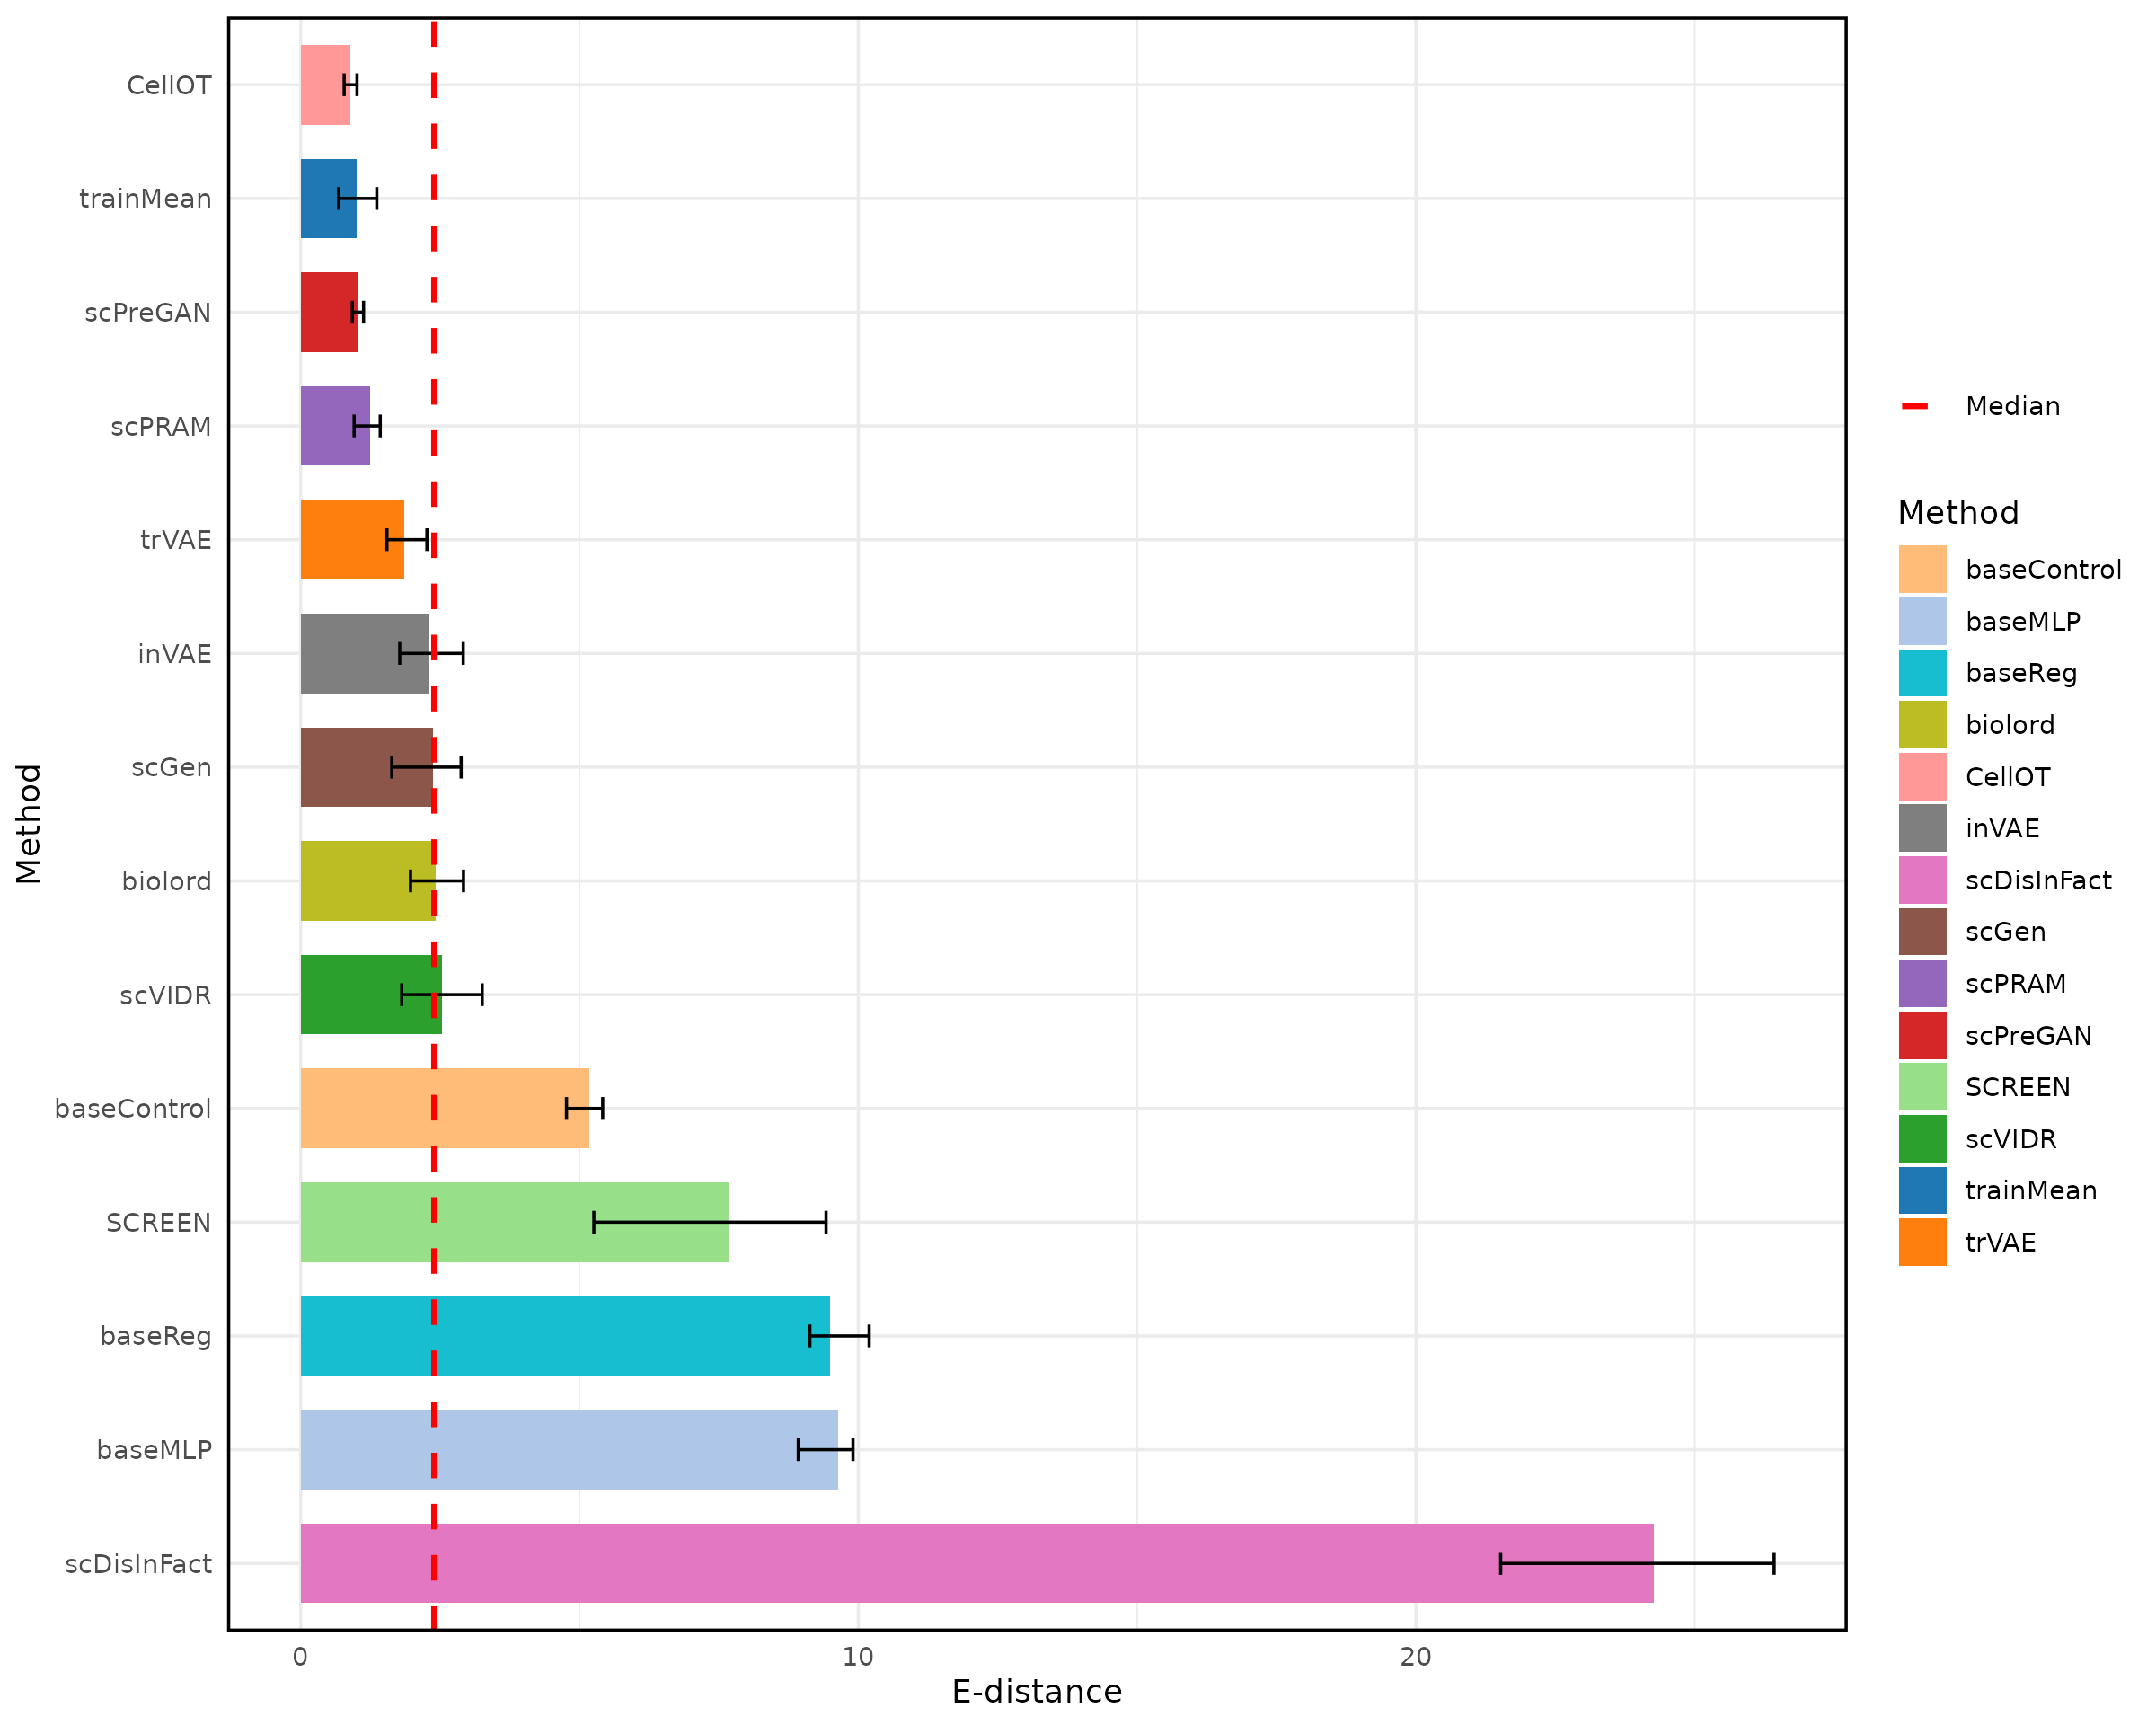 Method
CellOT
trainMean
scPreGAN
scPRAM
trVAE
inVAE
scGen
biolord
scVIDR
baseControl
SCREEN
baseReg
baseMLP
scDisInFact
0 10 20
E-distance
Median
Method
baseControl
baseMLP
baseReg
biolord
CellOT
inVAE
scDisInFact
scGen
scPRAM
scPreGAN
SCREEN
scVIDR
trainMean
trVAE